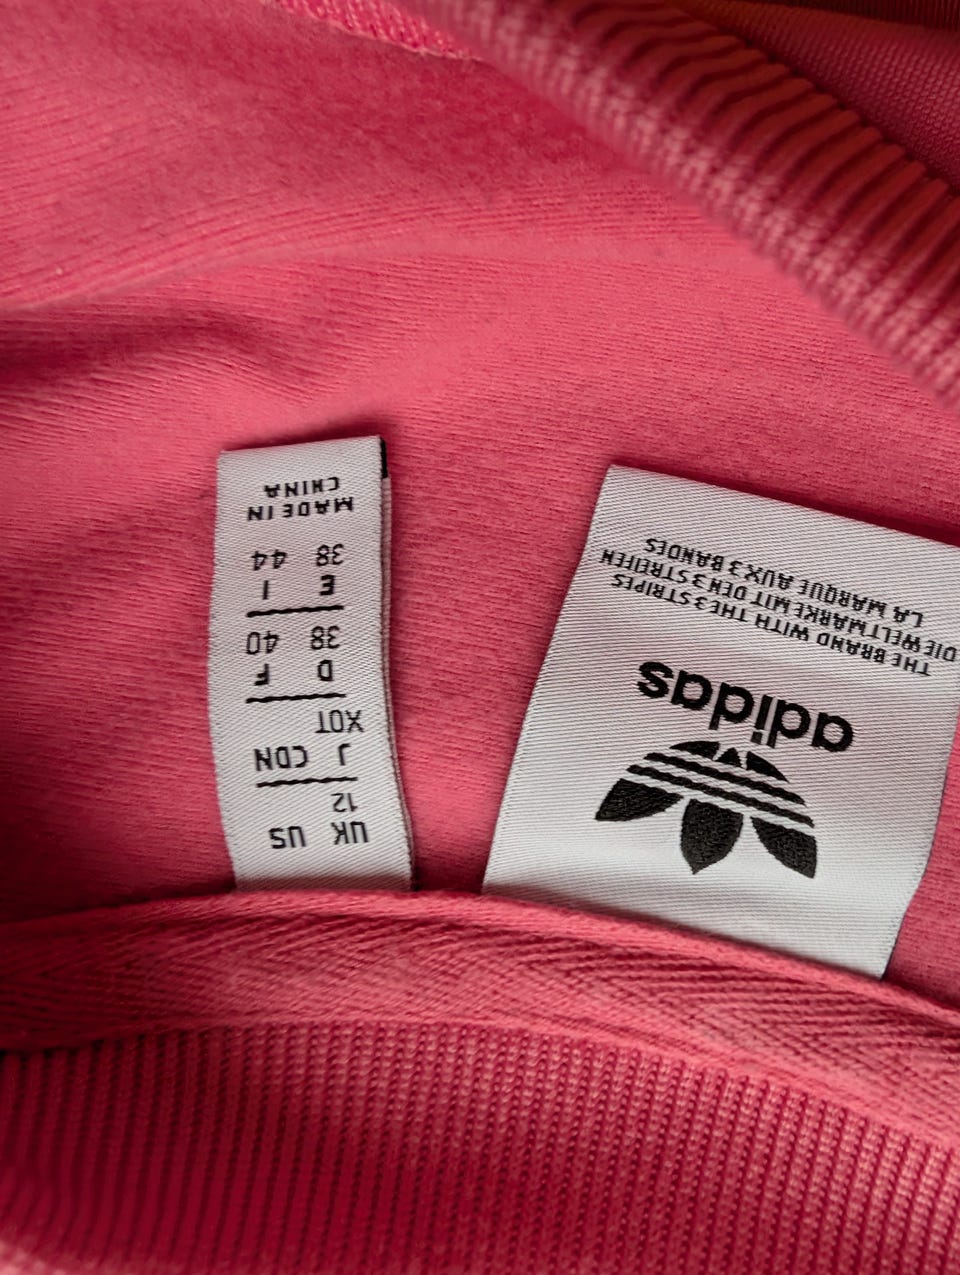 UK US
12
J CDN
XOT
D F
38 40
E I
38 44
MADE IN
CHINA
adidas
THE BRAND WITH THE 3 STRIPES
DIE WELTMARKE MIT DEN 3 STREIFEN
LA MARQUE AUX 3 BANDES